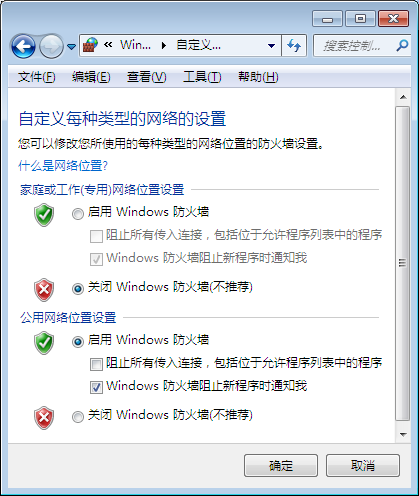 « Win... ▸ 自定义...
搜索控制...
文件(F) 编辑(E) 查看(V) 工具(T) 帮助(H)
自定义每种类型的网络的设置
您可以修改您所使用的每种类型的网络位置的防火墙设置。
什么是网络位置?
家庭或工作(专用)网络位置设置
启用 Windows 防火墙
阻止所有传入连接，包括位于允许程序列表中的程序
Windows 防火墙阻止新程序时通知我
关闭 Windows 防火墙(不推荐)
公用网络位置设置
启用 Windows 防火墙
阻止所有传入连接，包括位于允许程序列表中的程序
Windows 防火墙阻止新程序时通知我
关闭 Windows 防火墙(不推荐)
确定 取消